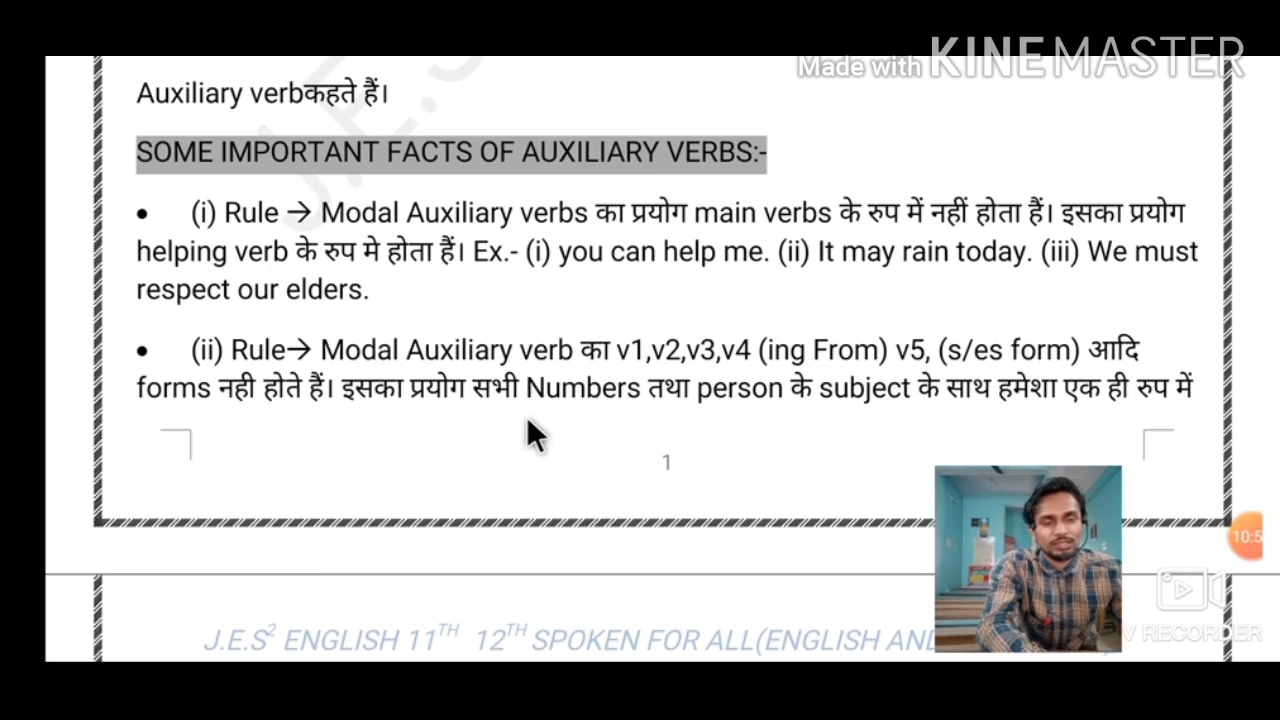 Made with KINEMASTER
Auxiliary verbकहते हैं।
SOME IMPORTANT FACTS OF AUXILIARY VERBS:-
• (i) Rule → Modal Auxiliary verbs का प्रयोग main verbs के रुप में नहीं होता हैं। इसका प्रयोग
helping verb के रुप मे होता हैं। Ex.- (i) you can help me. (ii) It may rain today. (iii) We must
respect our elders.
• (ii) Rule→ Modal Auxiliary verb का v1,v2,v3,v4 (ing From) v5, (s/es form) आदि
forms नही होते हैं। इसका प्रयोग सभी Numbers तथा person के subject के साथ हमेशा एक ही रुप में
1
10:5
V RECORDER
J.E.S² ENGLISH 11TH 12TH SPOKEN FOR ALL(ENGLISH AND
J.E.S